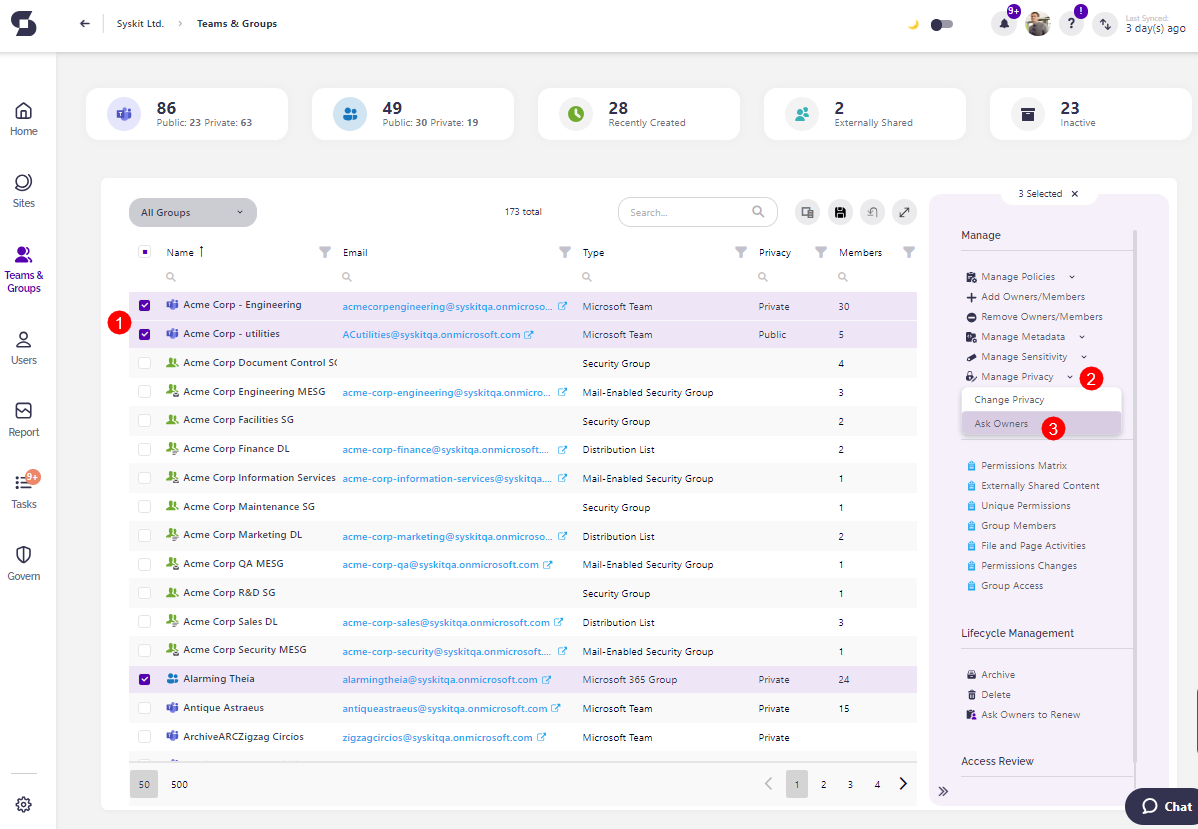 Syskit Ltd. > Teams & Groups
9+
!
?
Last Synced:
3 day(s) ago
Home
Sites
Teams &
Groups
Users
Report
9+
Tasks
Govern
86
Public: 23 Private: 63
49
Public: 30 Private: 19
28
Recently Created
2
Externally Shared
23
Inactive
All Groups
173 total
Search...
Name Email Type Privacy Members
1
Acme Corp - Engineering acmecorpengineering@syskitqa.onmicroso... Microsoft Team Private 30
Acme Corp - utilities ACutilities@syskitqa.onmicrosoft.com Microsoft Team Public 5
Acme Corp Document Control SG Security Group 4
Acme Corp Engineering MESG acme-corp-engineering@syskitqa.onmicro... Mail-Enabled Security Group 3
Acme Corp Facilities SG Security Group 2
Acme Corp Finance DL acme-corp-finance@syskitqa.onmicrosoft.... Distribution List 2
Acme Corp Information Services acme-corp-information-services@syskitqa.... Mail-Enabled Security Group 1
Acme Corp Maintenance SG Security Group 1
Acme Corp Marketing DL acme-corp-marketing@syskitqa.onmicroso... Distribution List 2
Acme Corp QA MESG acme-corp-qa@syskitqa.onmicrosoft.com Mail-Enabled Security Group 1
Acme Corp R&D SG Security Group 1
Acme Corp Sales DL acme-corp-sales@syskitqa.onmicrosoft.com Distribution List 3
Acme Corp Security MESG acme-corp-security@syskitqa.onmicrosoft.... Mail-Enabled Security Group 1
Alarming Theia alarmingtheia@syskitqa.onmicrosoft.com Microsoft 365 Group Private 24
Antique Astraeus antiqueastraeus@syskitqa.onmicrosoft.com Microsoft Team Private 15
ArchiveARCZigzag Circios zigzagcircios@syskitqa.onmicrosoft.com Microsoft Team Private
50 500
1 2 3 4
3 Selected
Manage
Manage Policies
Add Owners/Members
Remove Owners/Members
Manage Metadata
Manage Sensitivity
Manage Privacy 2
Change Privacy
Ask Owners 3
Permissions Matrix
Externally Shared Content
Unique Permissions
Group Members
File and Page Activities
Permissions Changes
Group Access
Lifecycle Management
Archive
Delete
Ask Owners to Renew
Access Review
Chat